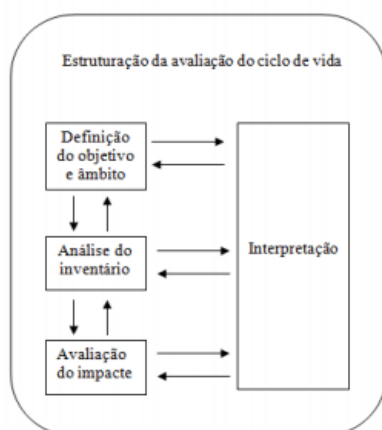 Estruturação da avaliação do ciclo de vida
Definição
do objetivo
e âmbito
Análise do
inventário
Interpretação
Avaliação
do impacte